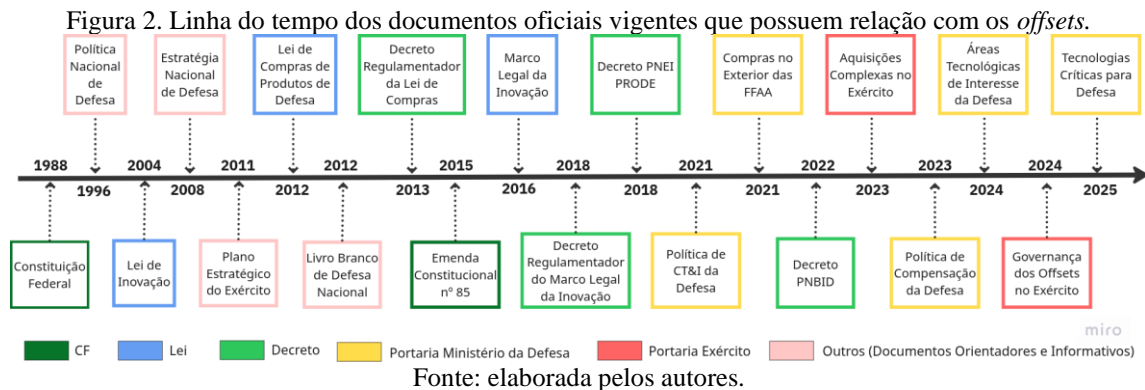 Figura 2. Linha do tempo dos documentos oficiais vigentes que possuem relação com os offsets.
Política
Nacional
de
Defesa
Estratégia
Nacional
de Defesa
Lei de
Compras de
Produtos de
Defesa
Decreto
Regulamentador
da Lei de
Compras
Marco
Legal da
Inovação
Decreto PNEI
PRODE
Compras no
Exterior das
FFAA
Aquisições
Complexas no
Exército
Áreas
Tecnológicas
de Interesse
da Defesa
Tecnologias
Críticas para
Defesa
1988 2004 2011 2012 2015 2018 2021 2022 2023 2024
1996 2008 2012 2013 2016 2018 2021 2023 2024 2025
Constituição
Federal
Lei de
Inovação
Plano
Estratégico
do Exército
Livro Branco
de Defesa
Nacional
Emenda
Constitucional
nº 85
Decreto
Regulamentador
do Marco Legal
da Inovação
Política de
CT&I da
Defesa
Decreto
PNBID
Política de
Compensação
da Defesa
Governança
dos Offsets
no Exército
miro
CF Lei Decreto Portaria Ministério da Defesa Portaria Exército Outros (Documentos Orientadores e Informativos)
Fonte: elaborada pelos autores.